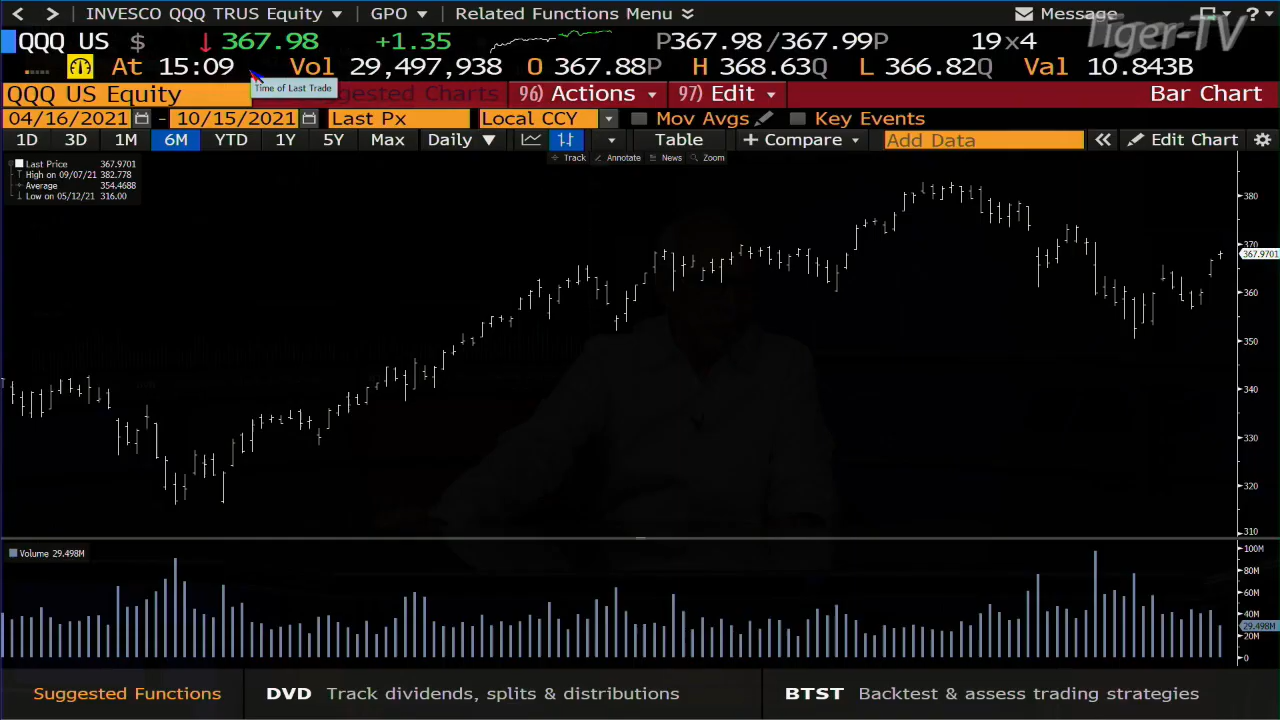 INVESCO QQQ TRUS Equity GPO Related Functions Menu Message ?
QQQ US $ ↓ 367.98 +1.35 P367.98/367.99P 19x4
Tiger-TV
At 15:09 Vol 29,497,938 O 367.88P H 368.63Q L 366.82Q Val 10.843B
Time of Last Trade
QQQ US Equity Suggested Charts 96) Actions 97) Edit Bar Chart
04/16/2021 - 10/15/2021 Last Px Local CCY Mov Avgs Key Events
1D 3D 1M 6M YTD 1Y 5Y Max Daily Table + Compare Add Data Edit Chart
Track Annotate News Zoom
Last Price 367.9701
High on 09/07/21 382.778
Average 354.4688
Low on 05/12/21 316.00
380
370
367.9701
360
350
340
330
320
310
Volume 29.498M
100M
80M
60M
40M
29.498M
20M
0
Suggested Functions DVD Track dividends, splits & distributions BTST Backtest & assess trading strategies